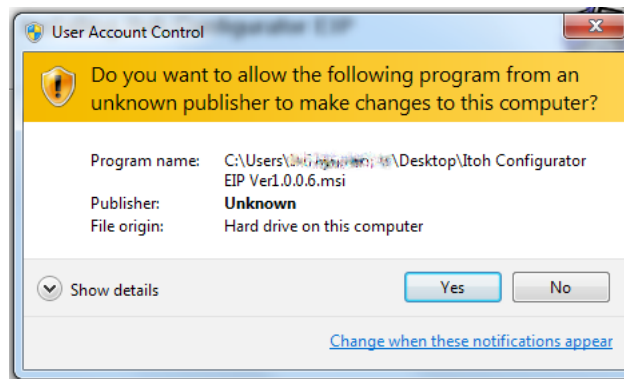 User Account Control
Do you want to allow the following program from an
unknown publisher to make changes to this computer?
Program name: C:\Users\ \Desktop\Itoh Configurator
EIP Ver1.0.0.6.msi
Publisher: Unknown
File origin: Hard drive on this computer
Show details
Yes No
Change when these notifications appear